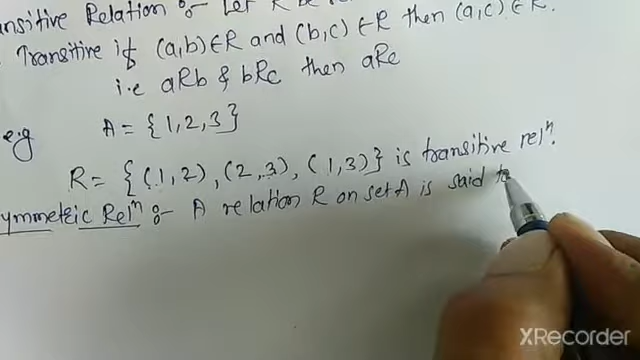 nsitive Relation :- Let R be
Transitive if (a,b) ∈ R and (b,c) ∈ R then (a,c) ∈ R.
i.e aRb & bRc then aRc
e.g A = {1,2,3}
R = {(1,2), (2,3), (1,3)} is transitive relⁿ.
ymmetric Relⁿ :- A relation R on set A is said to
XRecorder